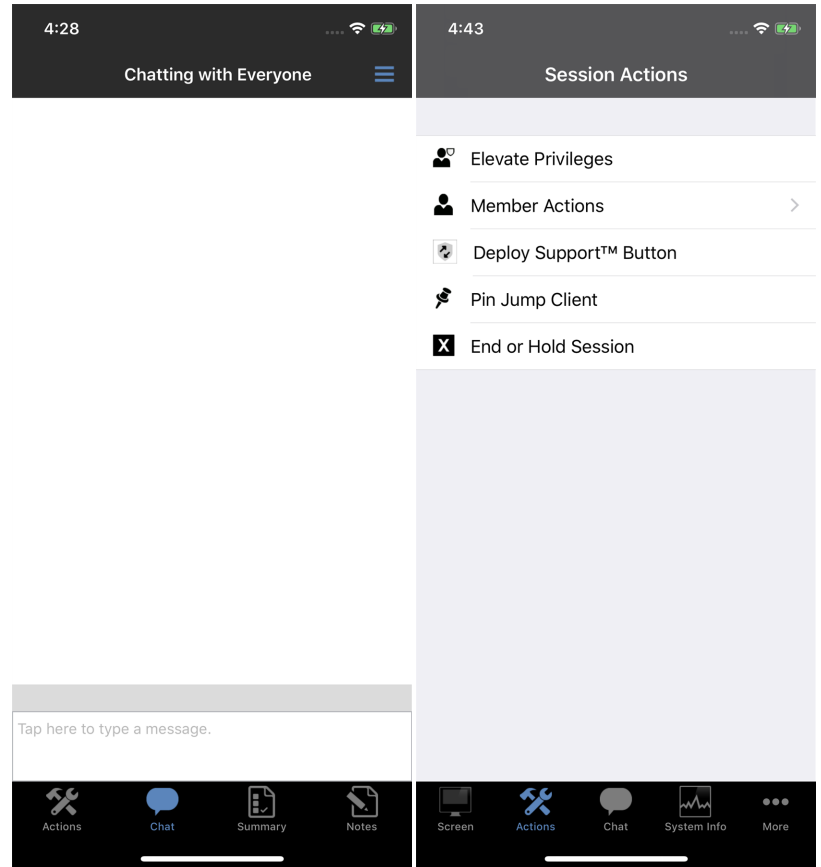 4:28
Chatting with Everyone
Tap here to type a message.
Actions
Chat
Summary
Notes
4:43
Session Actions
Elevate Privileges
Member Actions
Deploy Support™ Button
Pin Jump Client
X End or Hold Session
Screen
Actions
Chat
System Info
More